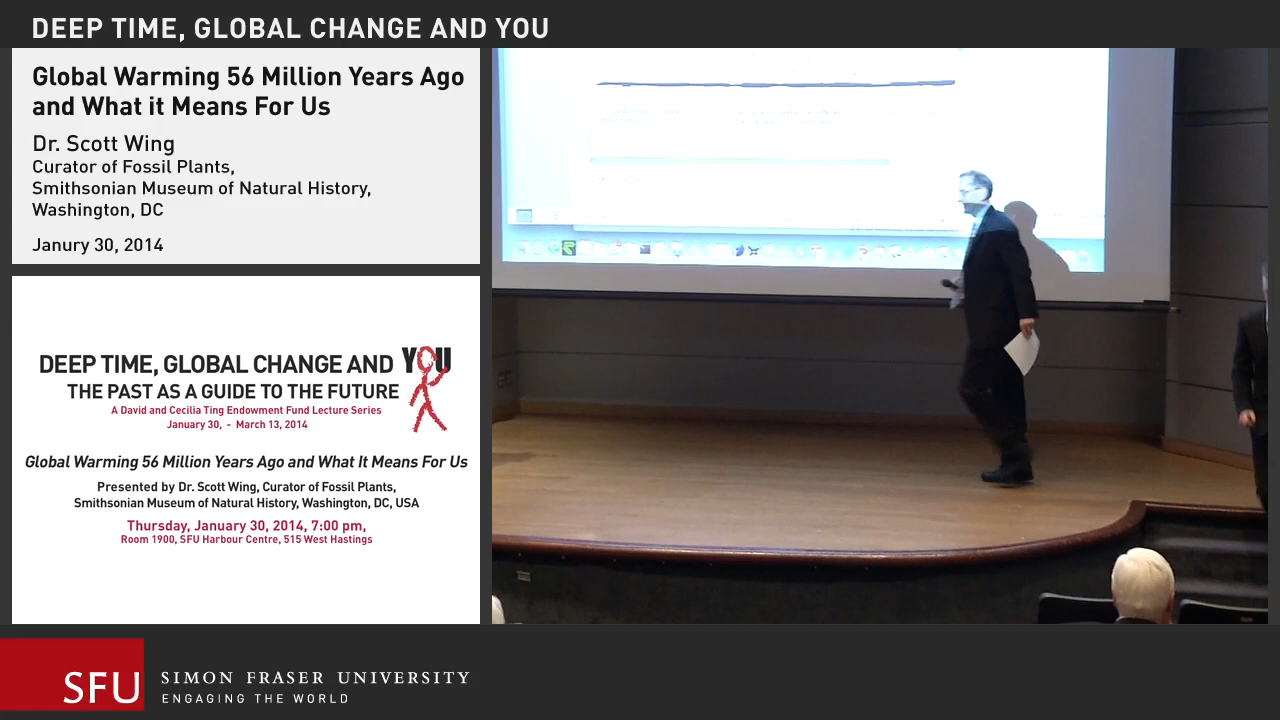 DEEP TIME, GLOBAL CHANGE AND YOU
Global Warming 56 Million Years Ago
and What it Means For Us
Dr. Scott Wing
Curator of Fossil Plants,
Smithsonian Museum of Natural History,
Washington, DC
Janury 30, 2014
DEEP TIME, GLOBAL CHANGE AND YOU
THE PAST AS A GUIDE TO THE FUTURE
A David and Cecilia Ting Endowment Fund Lecture Series
January 30, - March 13, 2014
Global Warming 56 Million Years Ago and What It Means For Us
Presented by Dr. Scott Wing, Curator of Fossil Plants,
Smithsonian Museum of Natural History, Washington, DC, USA
Thursday, January 30, 2014, 7:00 pm,
Room 1900, SFU Harbour Centre, 515 West Hastings
SFU
SIMON FRASER UNIVERSITY
ENGAGING THE WORLD